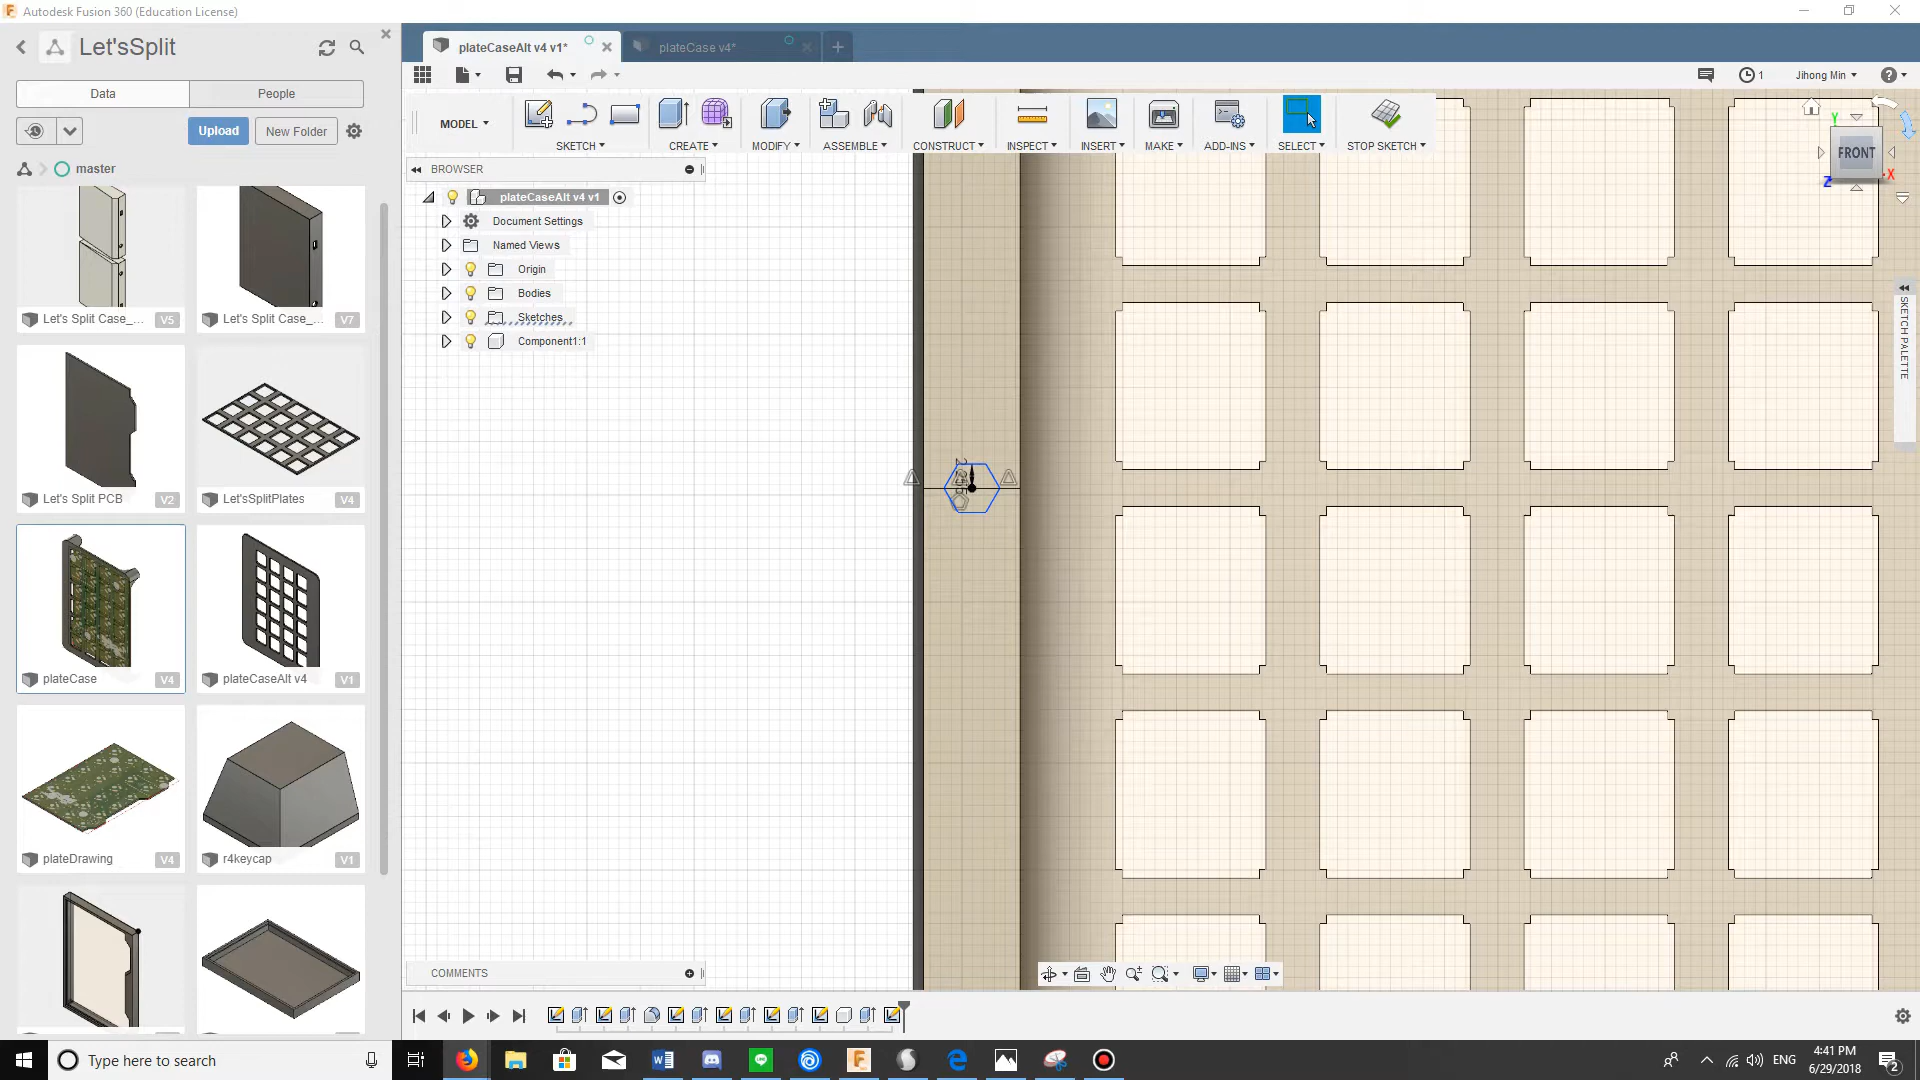 Autodesk Fusion 360 (Education License)
Let'sSplit
Data
People
Upload
New Folder
master
Let's Split Case_... V5
Let's Split Case_... V7
Let's Split PCB V2
Let'sSplitPlates V4
plateCase V4
plateCaseAlt v4 V1
plateDrawing V4
r4keycap V1
plateCaseAlt v4 v1*
plateCase v4*
1
Jihong Min
MODEL
SKETCH
CREATE
MODIFY
ASSEMBLE
CONSTRUCT
INSPECT
INSERT
MAKE
ADD-INS
SELECT
STOP SKETCH
BROWSER
plateCaseAlt v4 v1
Document Settings
Named Views
Origin
Bodies
Sketches
Component1:1
Y
FRONT
X
Z
SKETCH PALETTE
COMMENTS
Type here to search
ENG
4:41 PM
6/29/2018
2